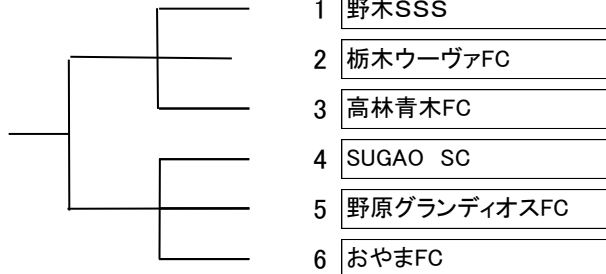 1 野木SSS
2 栃木ウーヴァFC
3 高林青木FC
4 SUGAO SC
5 野原グランディオスFC
6 おやまFC